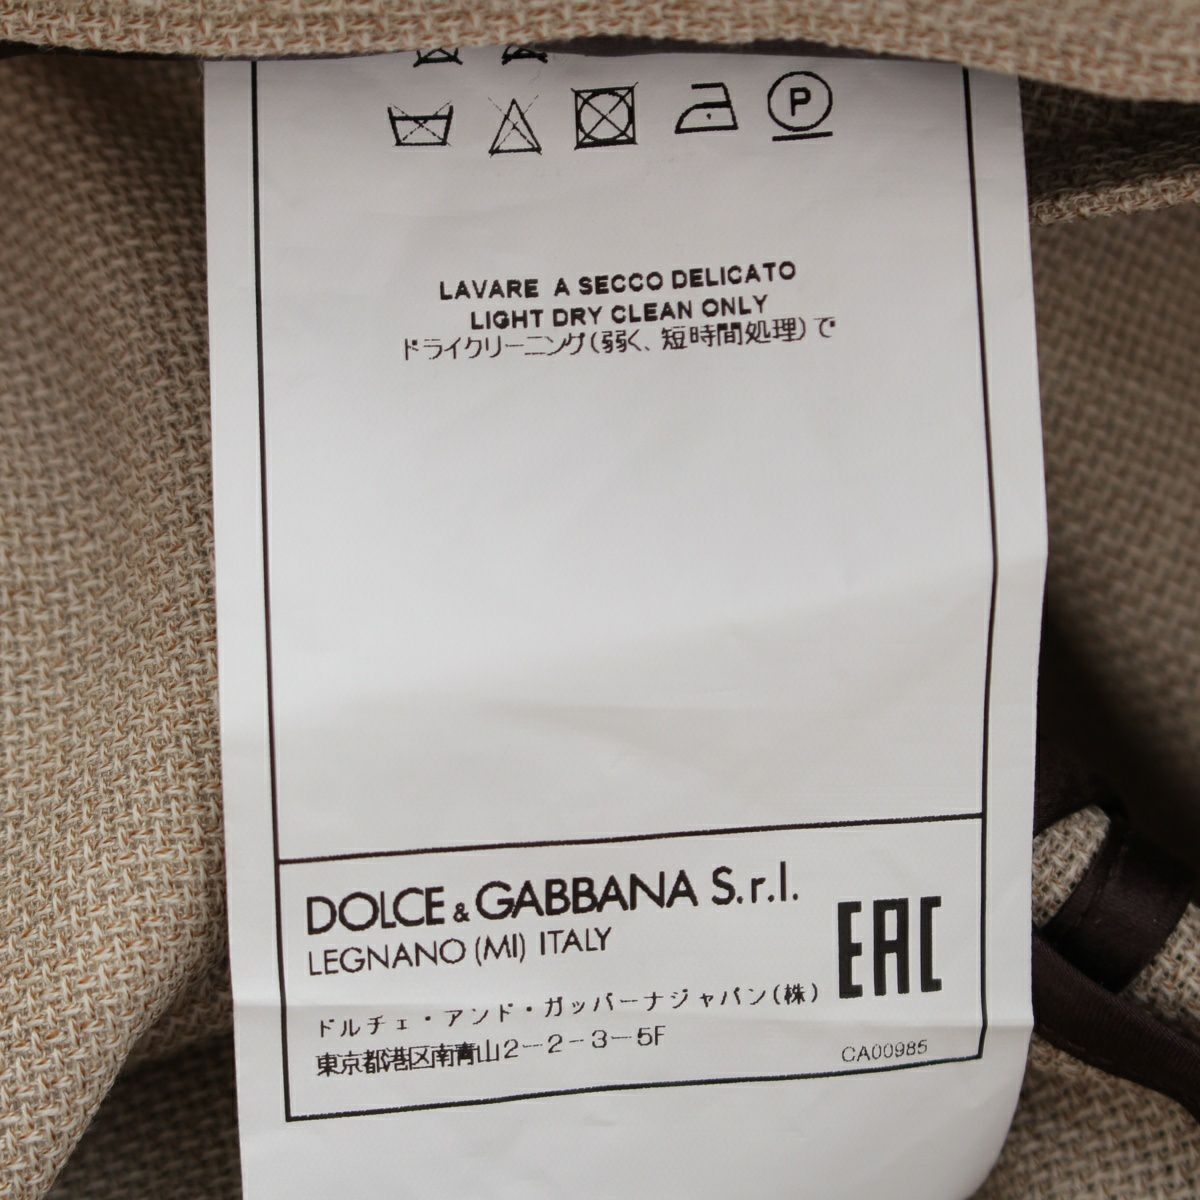 P
LAVARE A SECCO DELICATO
LIGHT DRY CLEAN ONLY
ドライクリーニング(弱く、短時間処理)で
DOLCE & GABBANA S.r.l.
LEGNANO (MI) ITALY
EAC
ドルチェ・アンド・ガッバーナジャパン(株)
東京都港区南青山2-2-3-5F
CA00985